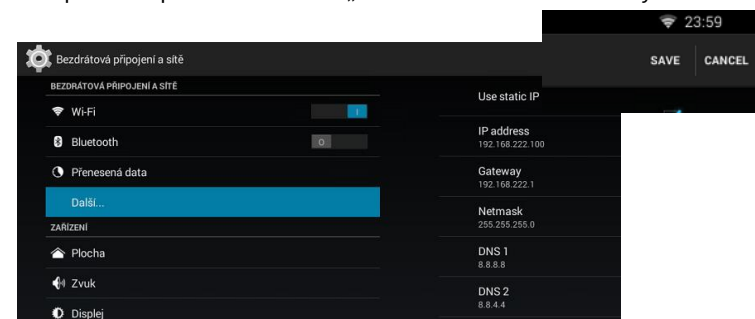 23:59
SAVE CANCEL
Bezdrátová připojení a sítě
BEZDRÁTOVÁ PŘIPOJENÍ A SÍTĚ
Wi-Fi
Bluetooth
Přenesená data
Další...
ZAŘÍZENÍ
Plocha
Zvuk
Displej
Use static IP
IP address
192.168.222.100
Gateway
192.168.222.1
Netmask
255.255.255.0
DNS 1
8.8.8.8
DNS 2
8.8.4.4